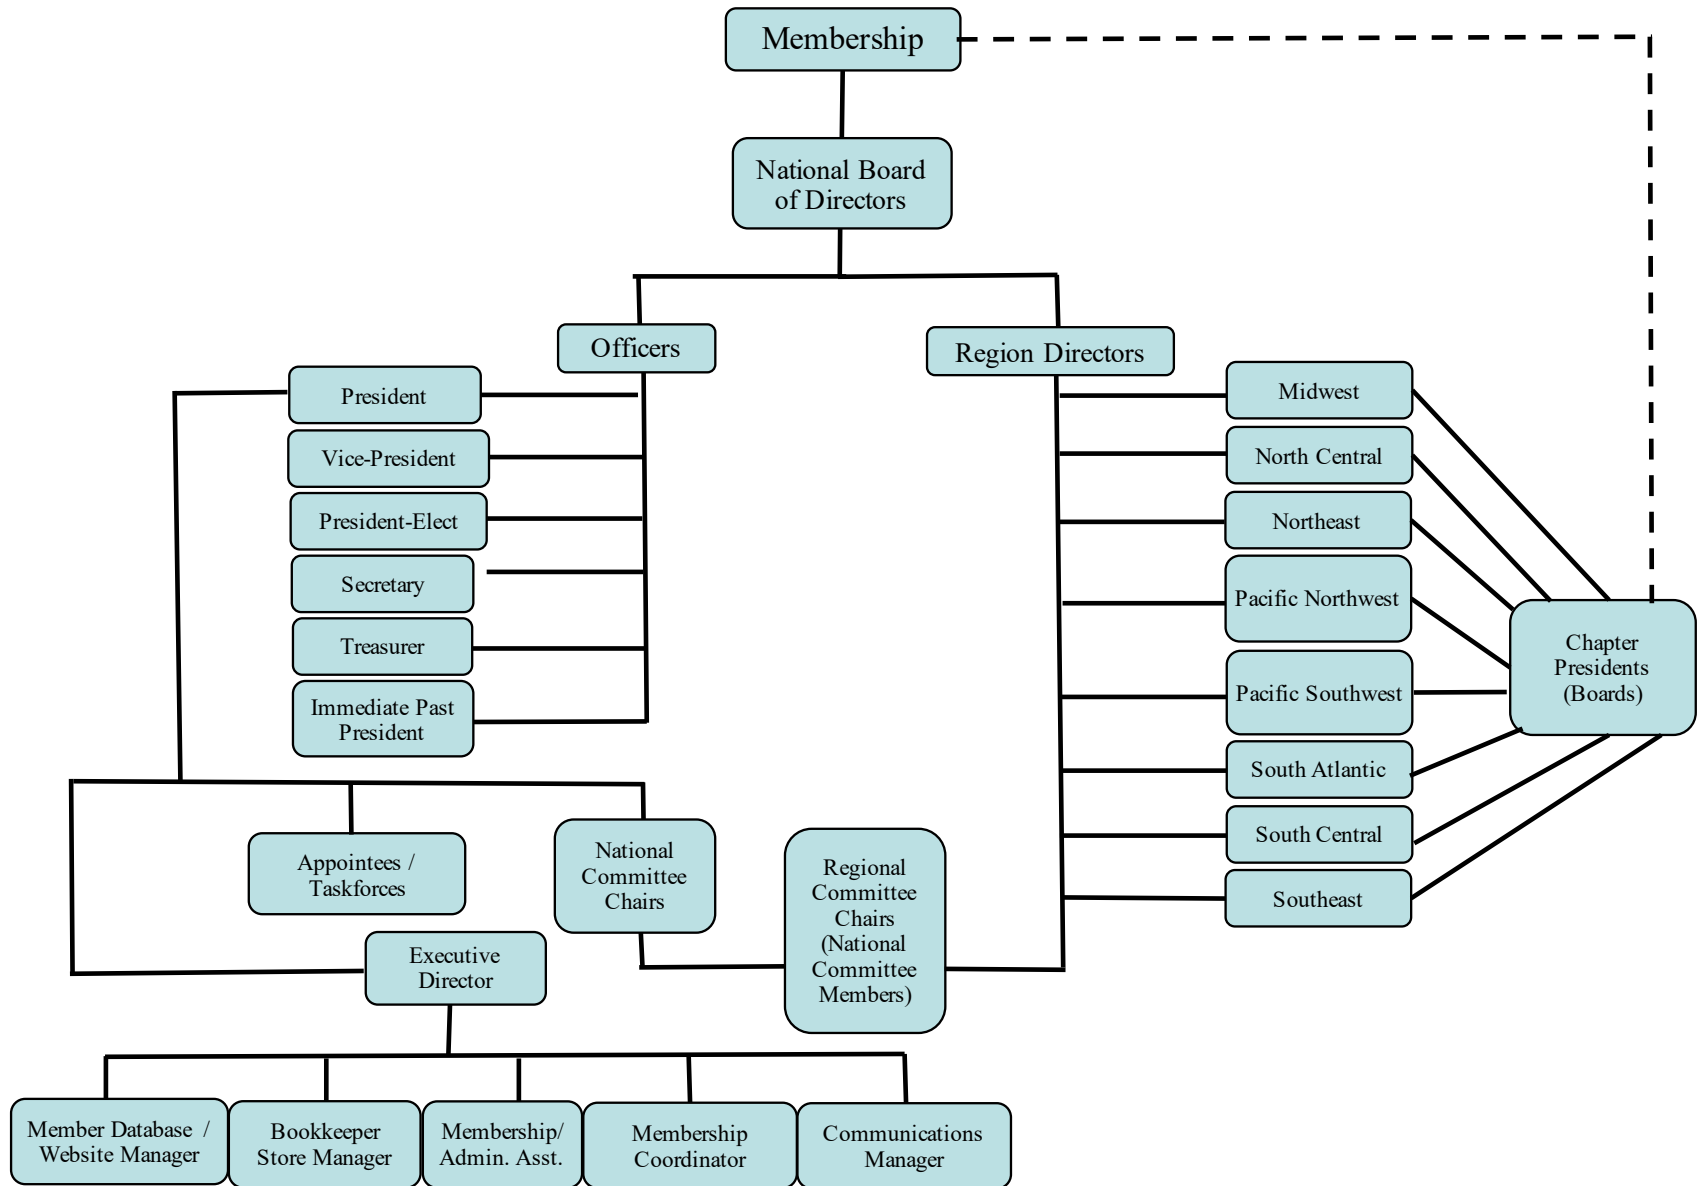 Membership
National Board
of Directors
Officers
Region Directors
President
Vice-President
President-Elect
Secretary
Treasurer
Immediate Past
President
Midwest
North Central
Northeast
Pacific Northwest
Pacific Southwest
South Atlantic
South Central
Southeast
Chapter
Presidents
(Boards)
Appointees /
Taskforces
National
Committee
Chairs
Regional
Committee
Chairs
(National
Committee
Members)
Executive
Director
Member Database /
Website Manager
Bookkeeper
Store Manager
Membership/
Admin. Asst.
Membership
Coordinator
Communications
Manager